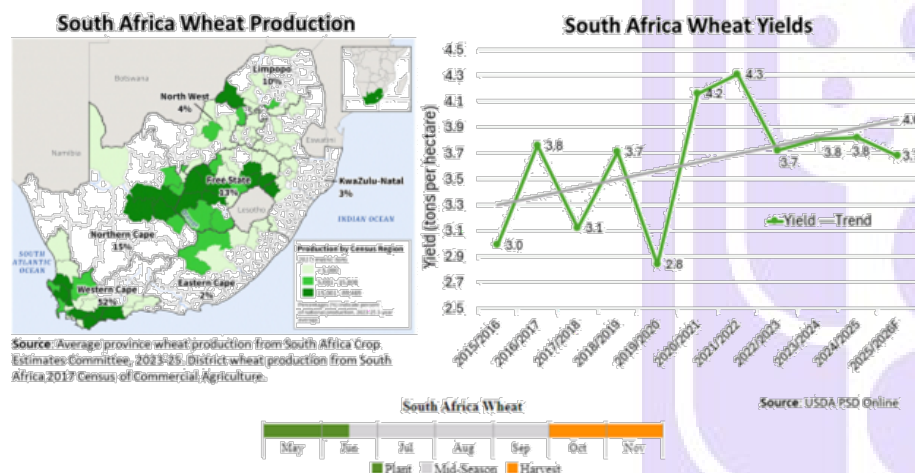 South Africa Wheat Production
Botswana
Limpopo
10%
North West
4%
Namibia
Eswatini
Free State
13%
KwaZulu-Natal
3%
Lesotho
INDIAN OCEAN
Northern Cape
15%
SOUTH
ATLANTIC
OCEAN
Eastern Cape
2%
Western Cape
52%
Production by Census Region
Source: Average province wheat production from South Africa Crop
Estimates Committee, 2023-25. District wheat production from South
Africa 2017 Census of Commercial Agriculture.
South Africa Wheat Yields
Yield (tons per hectare)
4.5
4.3
4.1
3.9
3.7
3.5
3.3
3.1
2.9
2.7
2.5
3.0
3.8
3.1
3.7
2.8
4.2
4.3
3.7
3.8
3.8
Yield
Trend
2015/2016
2016/2017
2017/2018
2018/2019
2019/2020
2020/2021
2021/2022
2022/2023
2023/2024
2024/2025
2025/2026F
Source: USDA PSD Online
South Africa Wheat
May Jun Jul Aug Sep Oct Nov
Plant Mid-Season Harvest